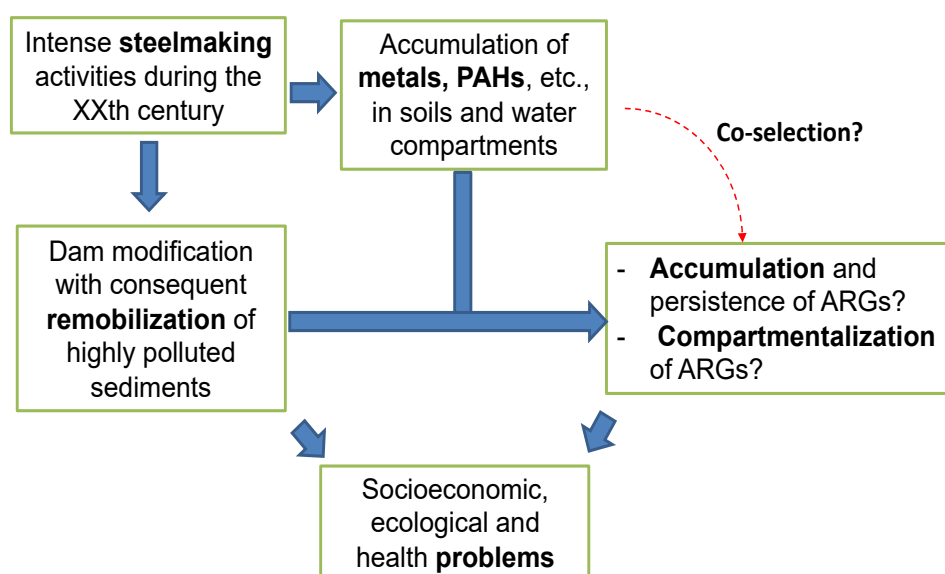 Intense steelmaking
activities during the
XXth century
Accumulation of
metals, PAHs, etc.,
in soils and water
compartments
Co-selection?
Dam modification
with consequent
remobilization of
highly polluted
sediments
- Accumulation and
persistence of ARGs?
- Compartmentalization
of ARGs?
Socioeconomic,
ecological and
health problems